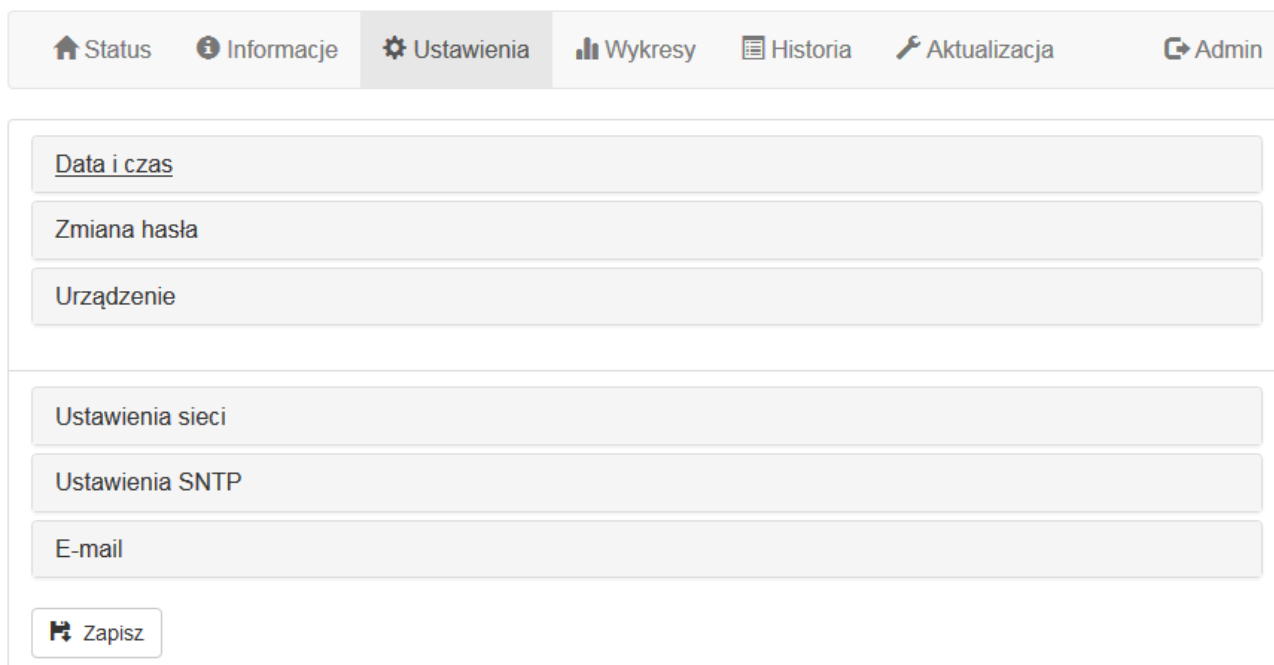 Status Informacje Ustawienia Wykresy Historia Aktualizacja Admin
Data i czas
Zmiana hasła
Urządzenie
Ustawienia sieci
Ustawienia SNTP
E-mail
Zapisz